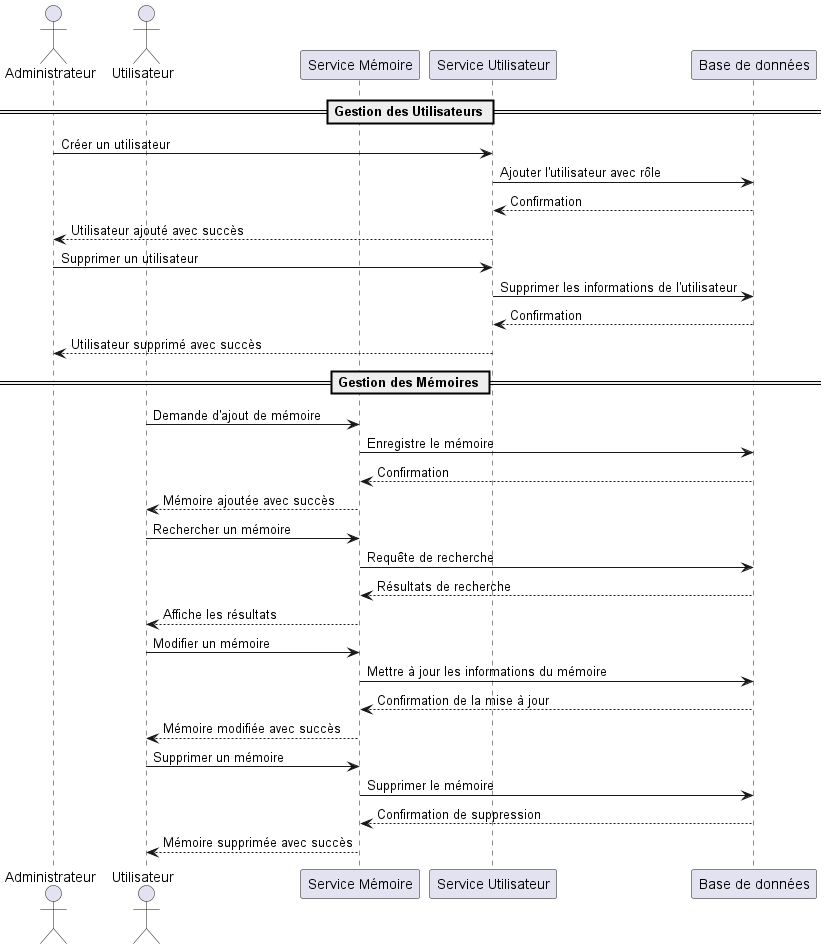 Administrateur
Utilisateur
Service Mémoire
Service Utilisateur
Base de données
Gestion des Utilisateurs
Créer un utilisateur
Ajouter l'utilisateur avec rôle
Confirmation
Utilisateur ajouté avec succès
Supprimer un utilisateur
Supprimer les informations de l'utilisateur
Confirmation
Utilisateur supprimé avec succès
Gestion des Mémoires
Demande d'ajout de mémoire
Enregistre le mémoire
Confirmation
Mémoire ajoutée avec succès
Rechercher un mémoire
Requête de recherche
Résultats de recherche
Affiche les résultats
Modifier un mémoire
Mettre à jour les informations du mémoire
Confirmation de la mise à jour
Mémoire modifiée avec succès
Supprimer un mémoire
Supprimer le mémoire
Confirmation de suppression
Mémoire supprimée avec succès
Administrateur
Utilisateur
Service Mémoire
Service Utilisateur
Base de données